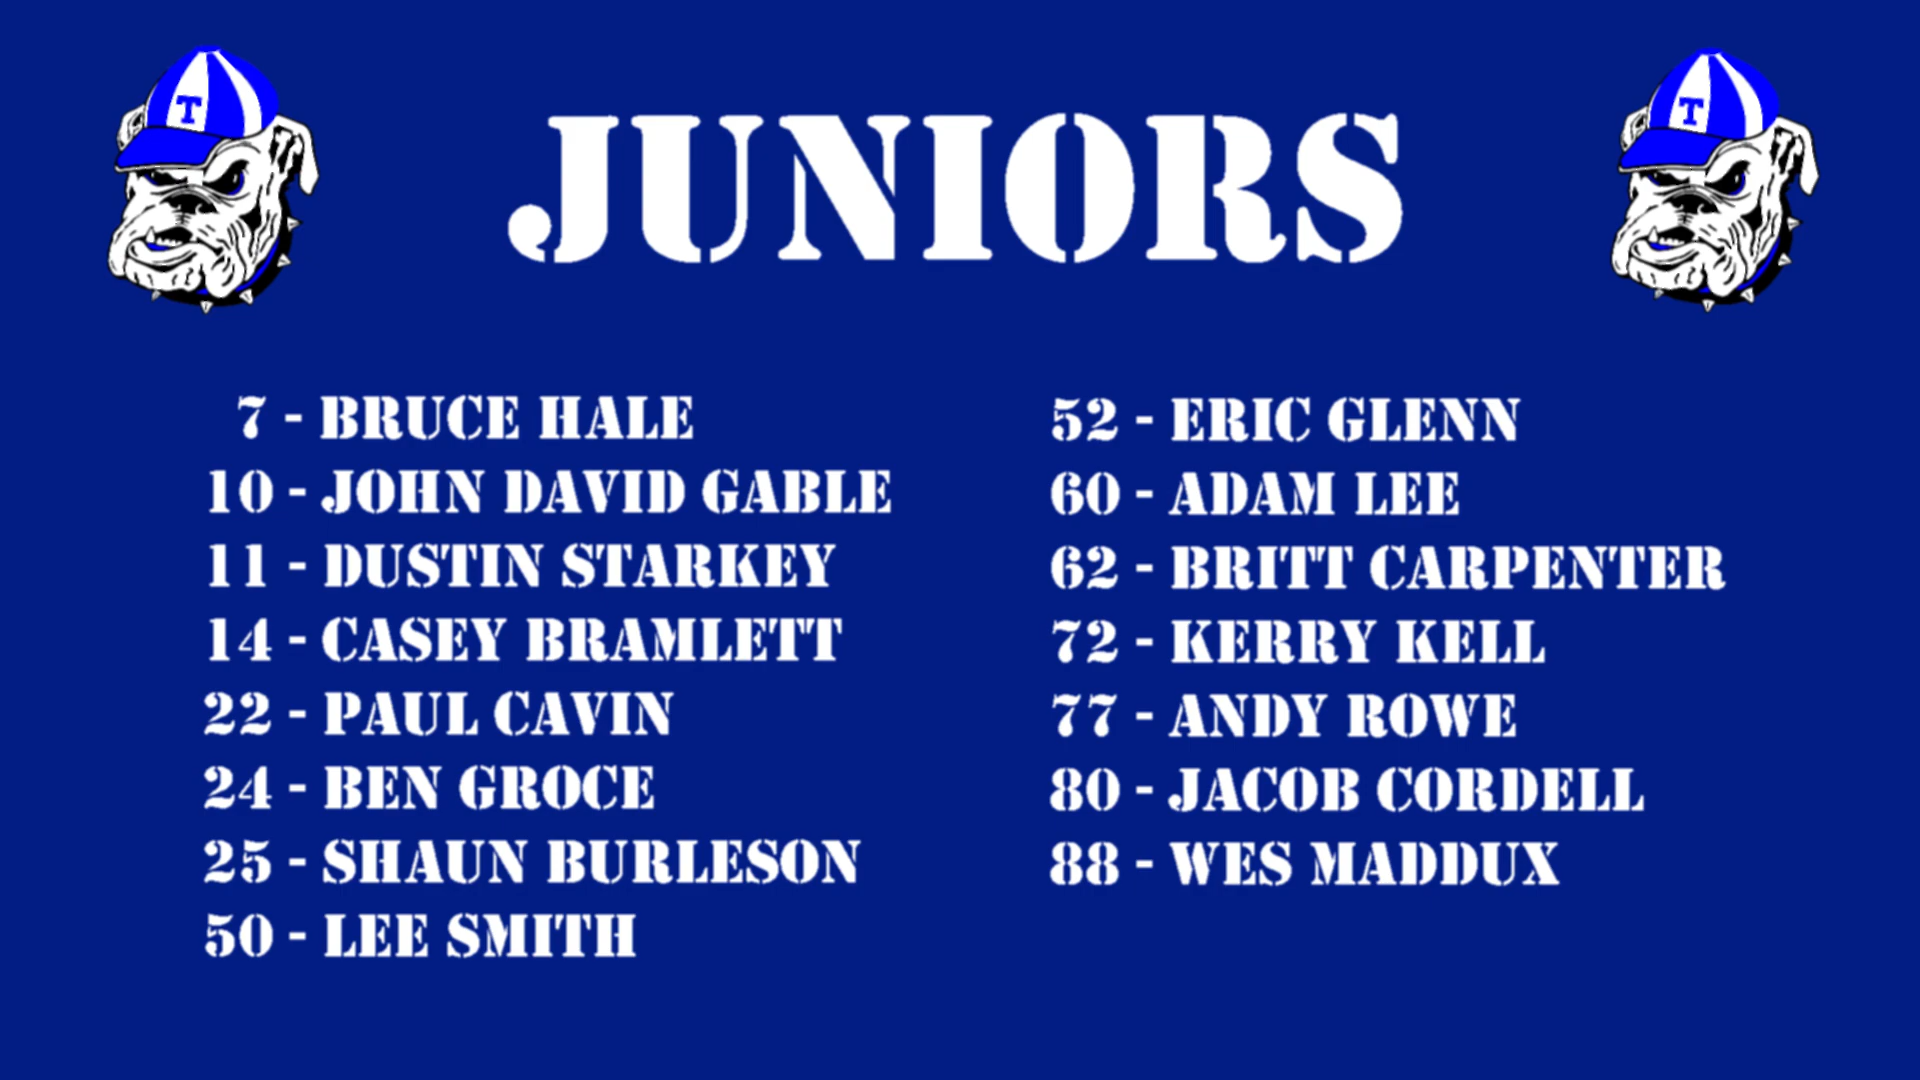 T
T
JUNIORS
7 - BRUCE HALE
10 - JOHN DAVID GABLE
11 - DUSTIN STARKEY
14 - CASEY BRAMLETT
22 - PAUL CAVIN
24 - BEN GROCE
25 - SHAUN BURLESON
50 - LEE SMITH
52 - ERIC GLENN
60 - ADAM LEE
62 - BRITT CARPENTER
72 - KERRY KELL
77 - ANDY ROWE
80 - JACOB CORDELL
88 - WES MADDUX